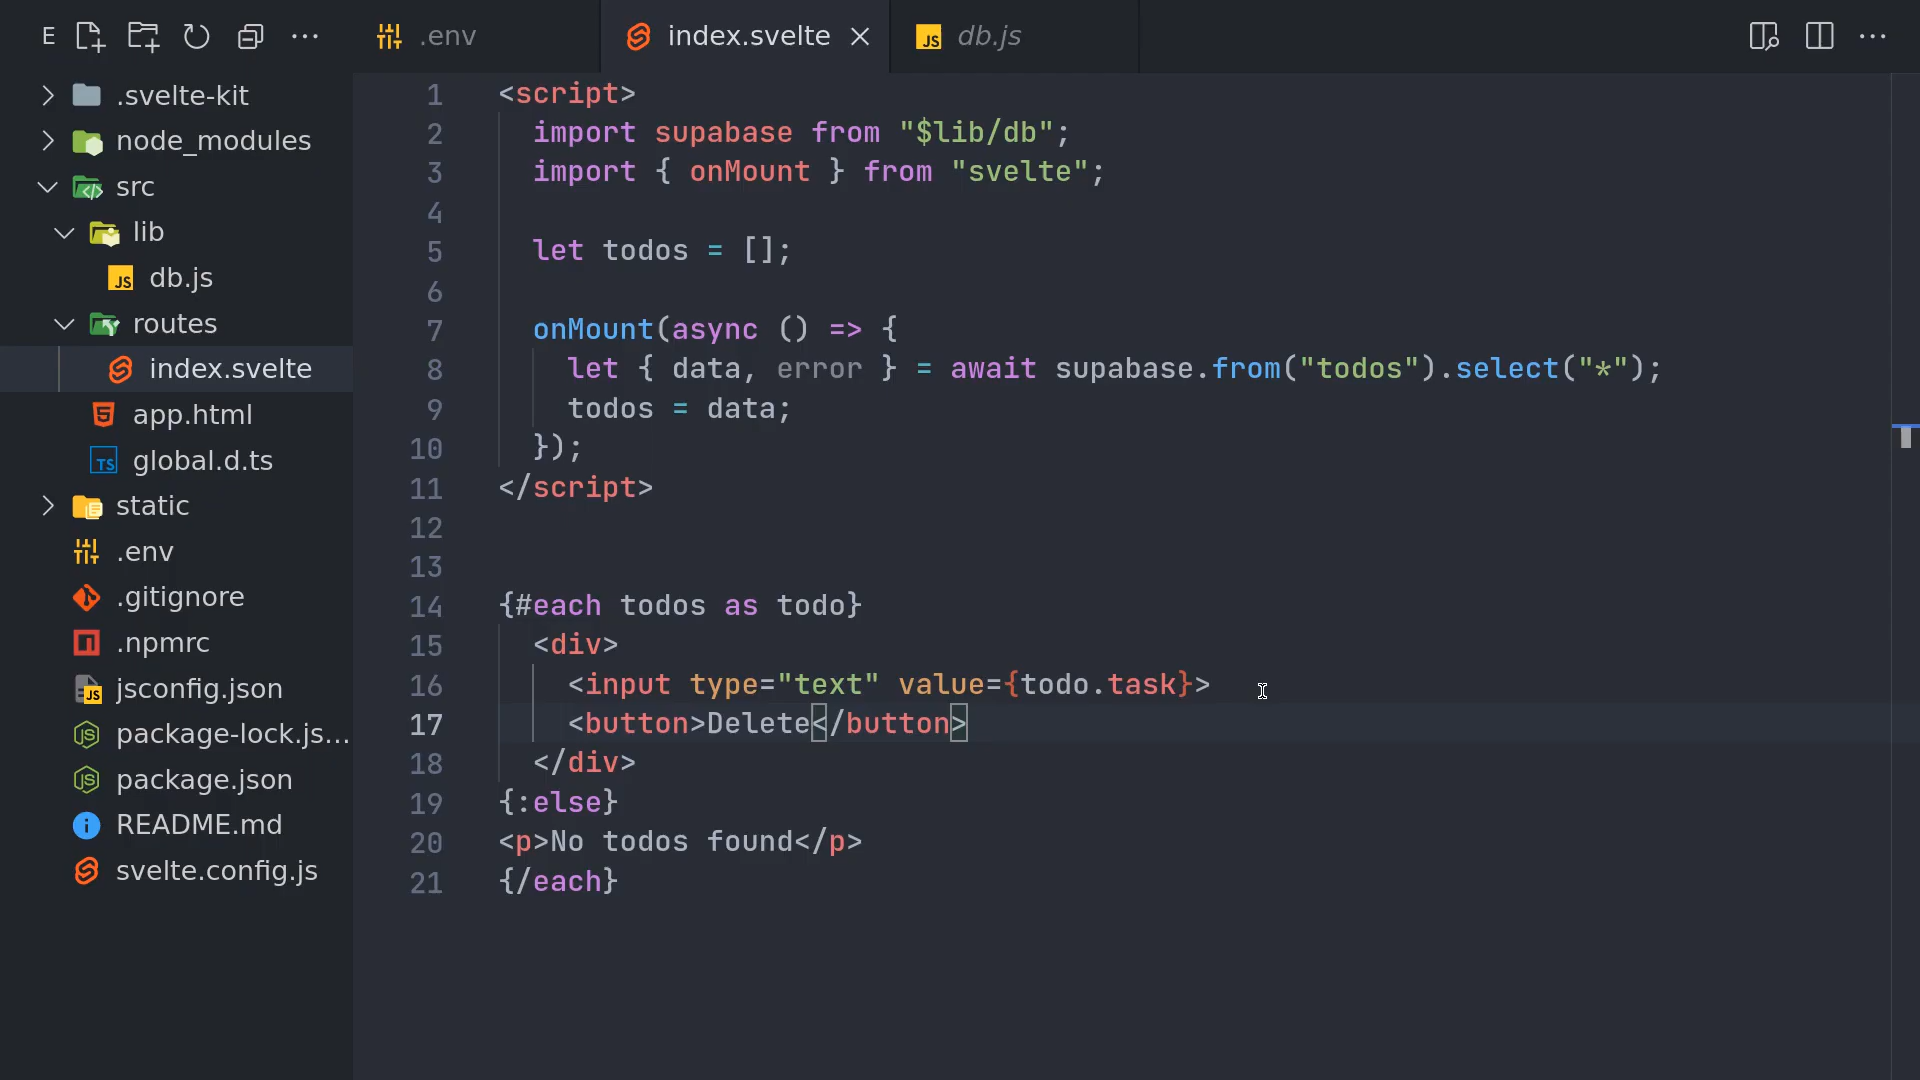 E
.env
index.svelte
db.js
.svelte-kit
node_modules
src
lib
db.js
routes
index.svelte
app.html
global.d.ts
static
.env
.gitignore
.npmrc
jsconfig.json
package-lock.js...
package.json
README.md
svelte.config.js
1 <script>
2 import supabase from "$lib/db";
3 import { onMount } from "svelte";
4
5 let todos = [];
6
7 onMount(async () => {
8 let { data, error } = await supabase.from("todos").select("*");
9 todos = data;
10 });
11 </script>
12
13
14 {#each todos as todo}
15 <div>
16 <input type="text" value={todo.task}>
17 <button>Delete</button>
18 </div>
19 {:else}
20 <p>No todos found</p>
21 {/each}